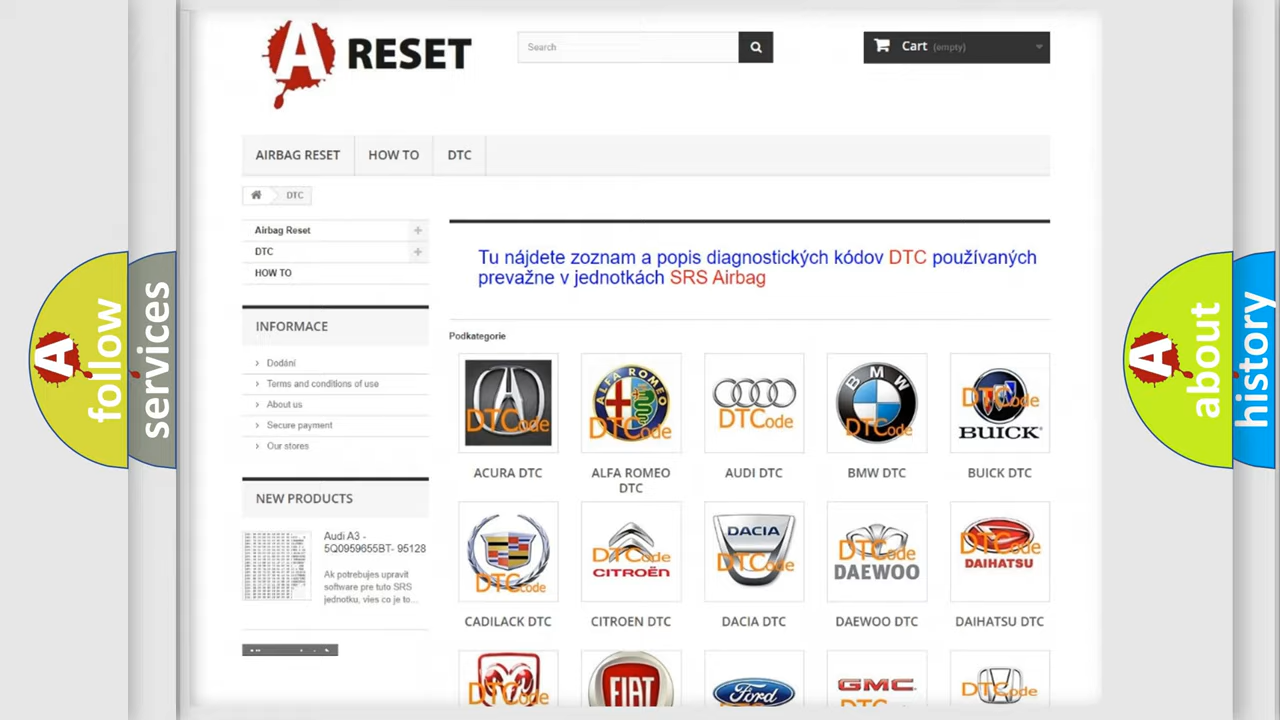 A RESET
Search
Cart (empty)
AIRBAG RESET
HOW TO
DTC
DTC
Airbag Reset
DTC
HOW TO
Tu nájdete zoznam a popis diagnostických kódov DTC používaných
prevažne v jednotkách SRS Airbag
INFORMACE
Dodání
Terms and conditions of use
About us
Secure payment
Our stores
Podkategorie
DTCode
ALFA ROMEO
DTCode
DTCode
BMW
DTCode
DTCode
BUICK
ACURA DTC
ALFA ROMEO
DTC
AUDI DTC
BMW DTC
BUICK DTC
NEW PRODUCTS
Audi A3 -
5Q0959655BT- 95128
Ak potrebujes upravit
software pre tuto SRS
jednotku, vies co je to...
DTCode
DTCode
CITROËN
DACIA
DTCode
DTCode
DAEWOO
DTCode
DAIHATSU
CADILACK DTC
CITROEN DTC
DACIA DTC
DAEWOO DTC
DAIHATSU DTC
DTCode
FIAT
Ford
GMC
DTCode
A follow
services
A about
history